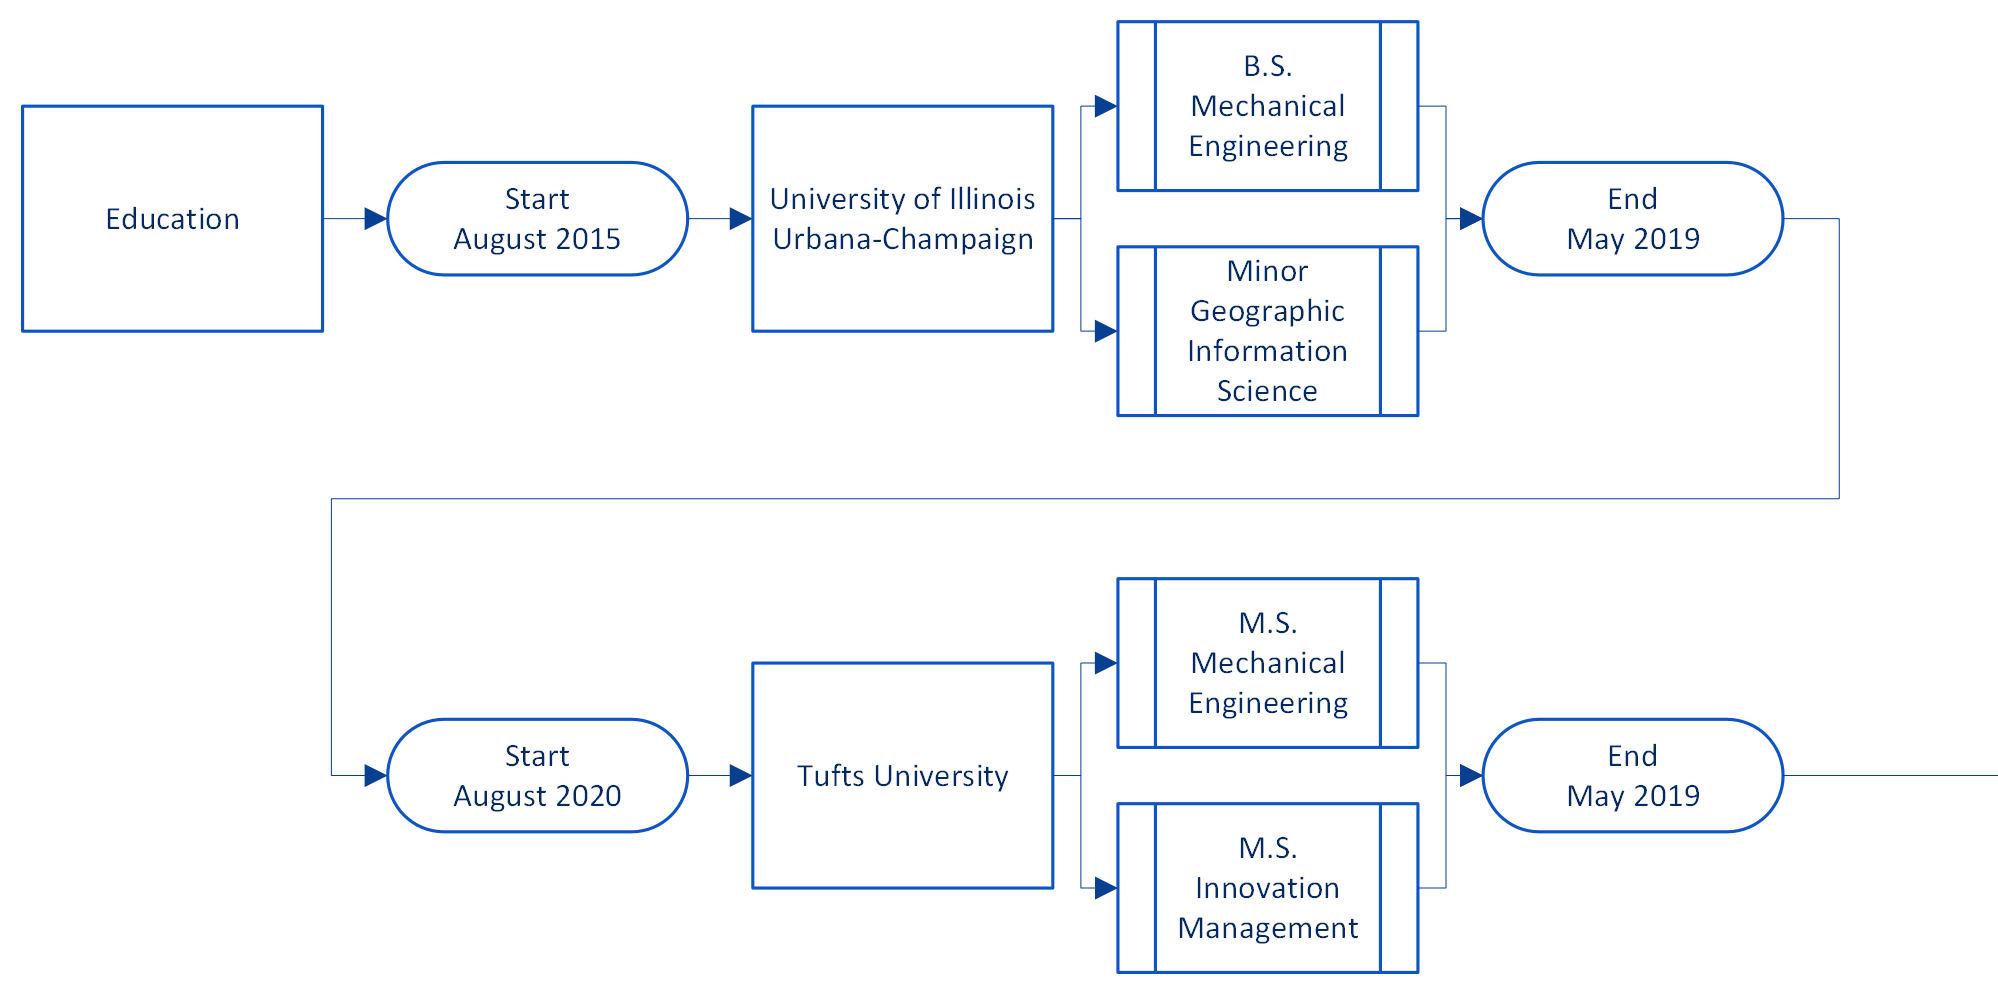 Education
Start
August 2015
University of Illinois
Urbana-Champaign
B.S.
Mechanical
Engineering
Minor
Geographic
Information
Science
End
May 2019
Start
August 2020
Tufts University
M.S.
Mechanical
Engineering
M.S.
Innovation
Management
End
May 2019